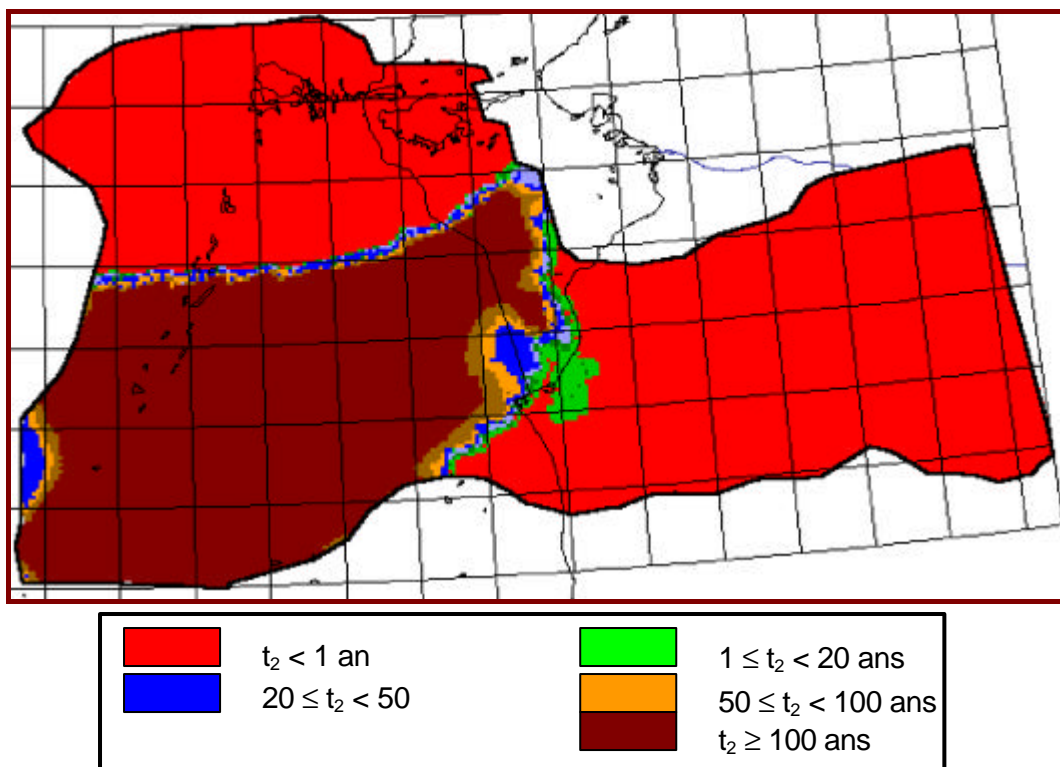 t₂ < 1 an
1 ≤ t₂ < 20 ans
20 ≤ t₂ < 50
50 ≤ t₂ < 100 ans
t₂ ≥ 100 ans